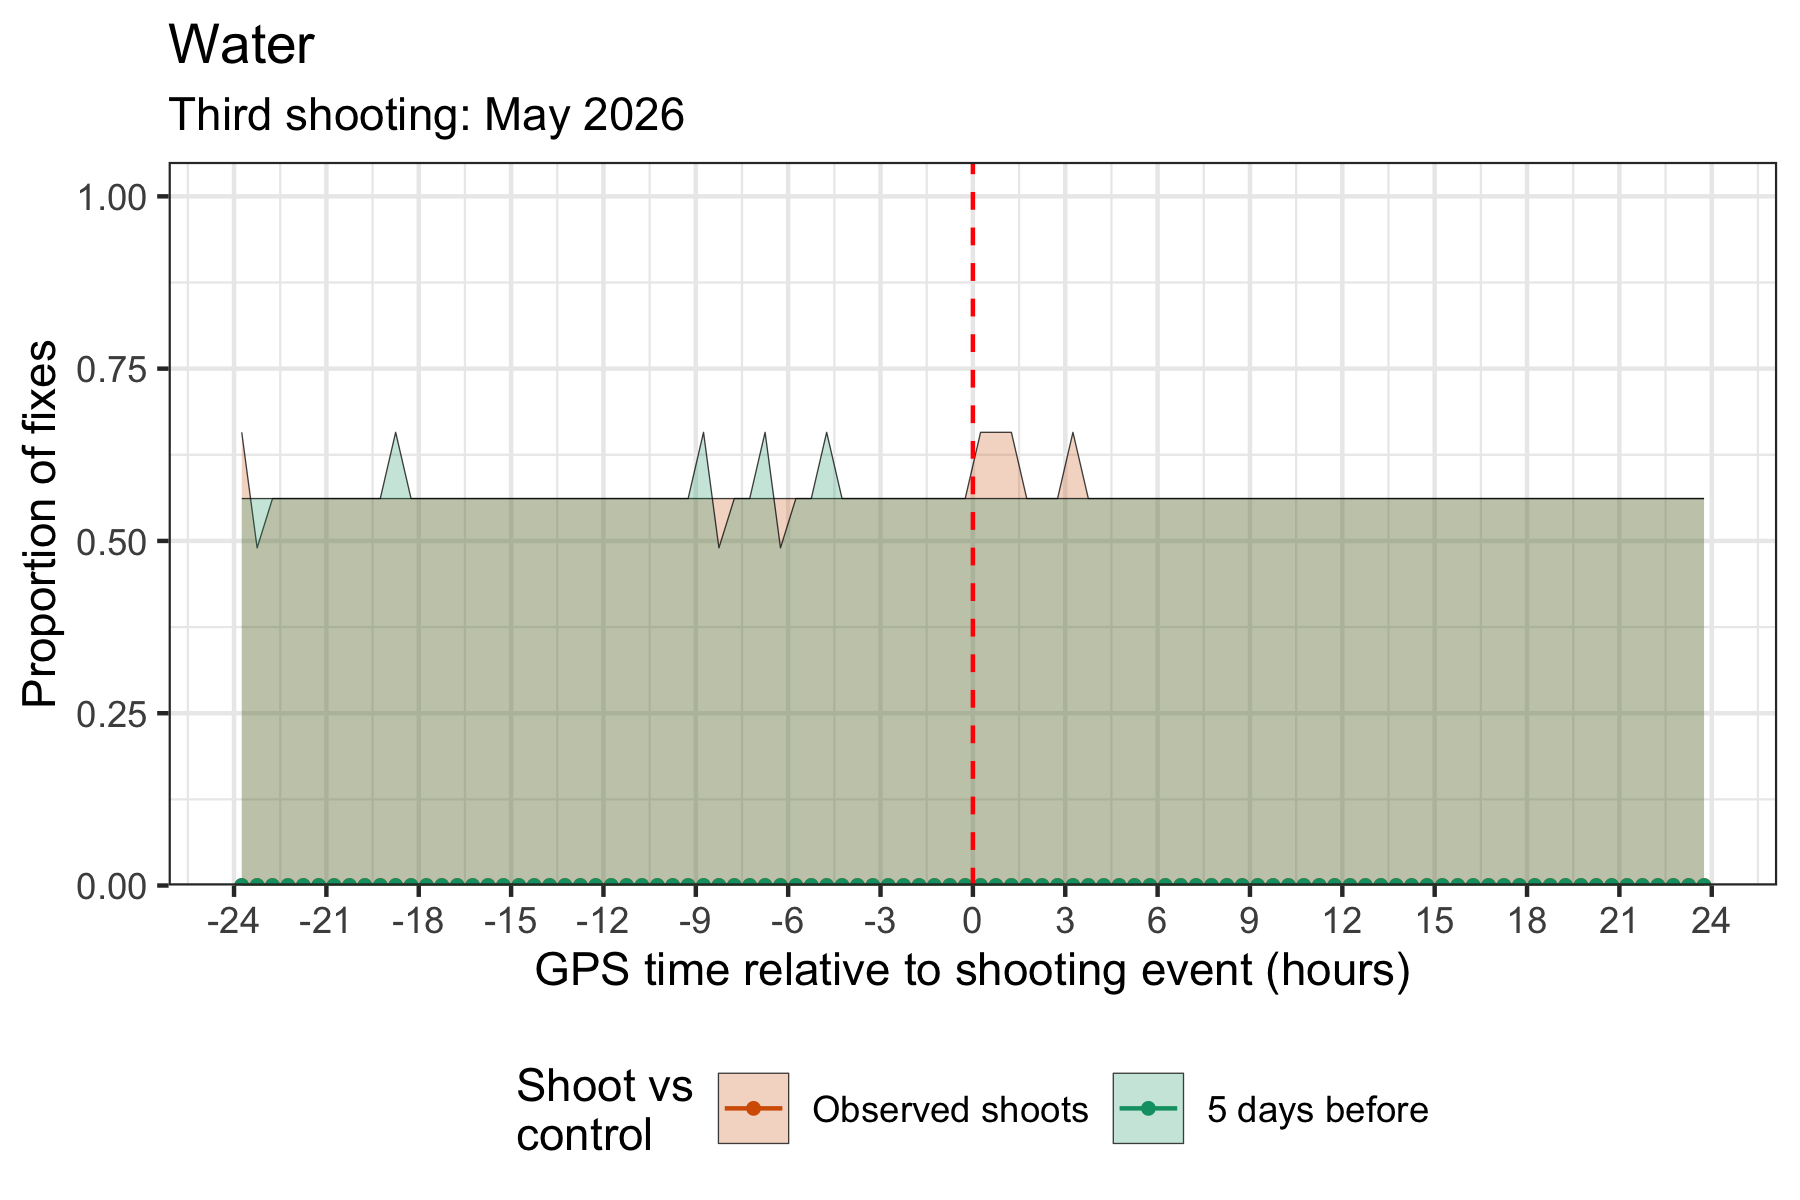 Water
Third shooting: May 2026
1.00
0.75
0.50
0.25
0.00
Proportion of fixes
-24 -21 -18 -15 -12 -9 -6 -3 0 3 6 9 12 15 18 21 24
GPS time relative to shooting event (hours)
Shoot vs
control
Observed shoots
5 days before